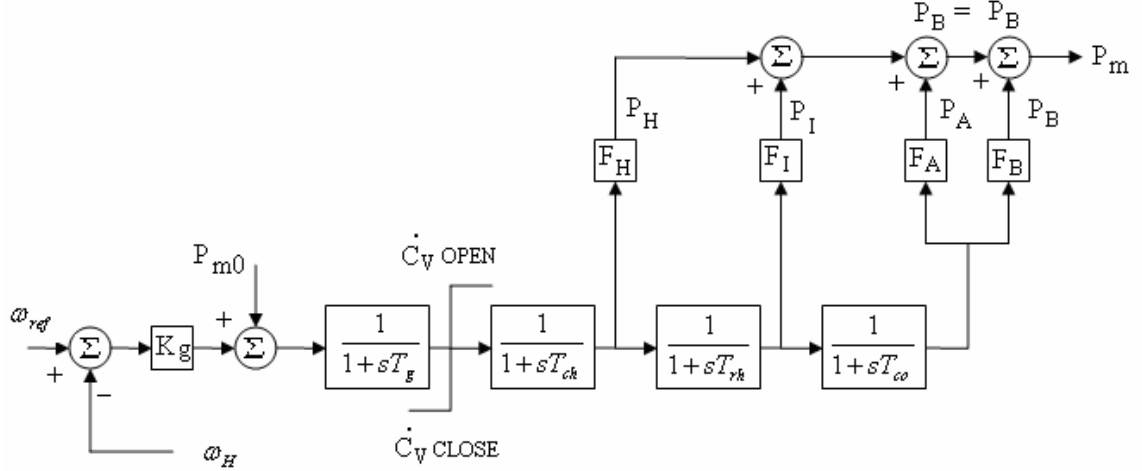 P_B = P_B
Σ Σ Σ P_m
+ + +
P_H P_I P_A P_B
F_H F_I F_A F_B
Ċ_V OPEN
P_m0
ω_ref + 1 1 1 1
Σ Kg Σ 1+sT_g 1+sT_ch 1+sT_rh 1+sT_co
+
−
Ċ_V CLOSE
ω_H